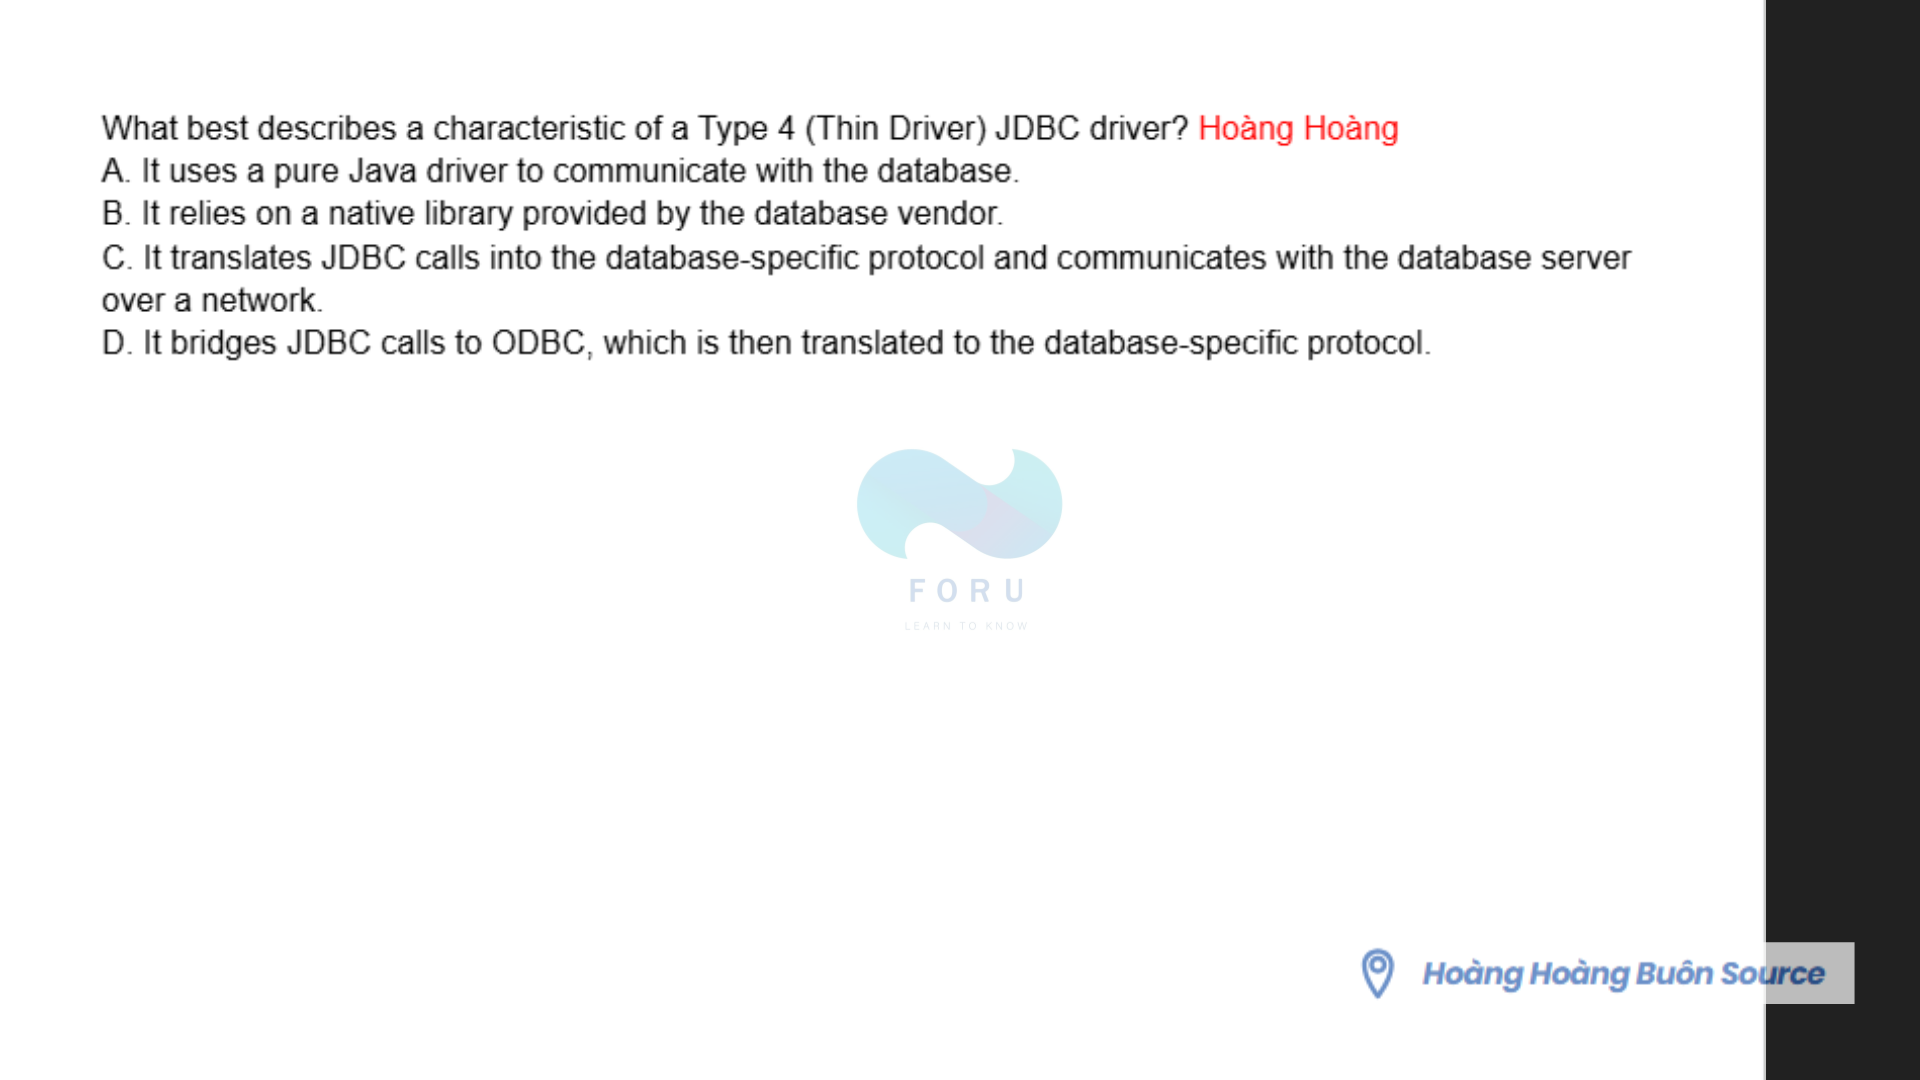 What best describes a characteristic of a Type 4 (Thin Driver) JDBC driver? Hoàng Hoàng
A. It uses a pure Java driver to communicate with the database.
B. It relies on a native library provided by the database vendor.
C. It translates JDBC calls into the database-specific protocol and communicates with the database server
over a network.
D. It bridges JDBC calls to ODBC, which is then translated to the database-specific protocol.
FORU
LEARN TO KNOW
Hoàng Hoàng Buôn Source